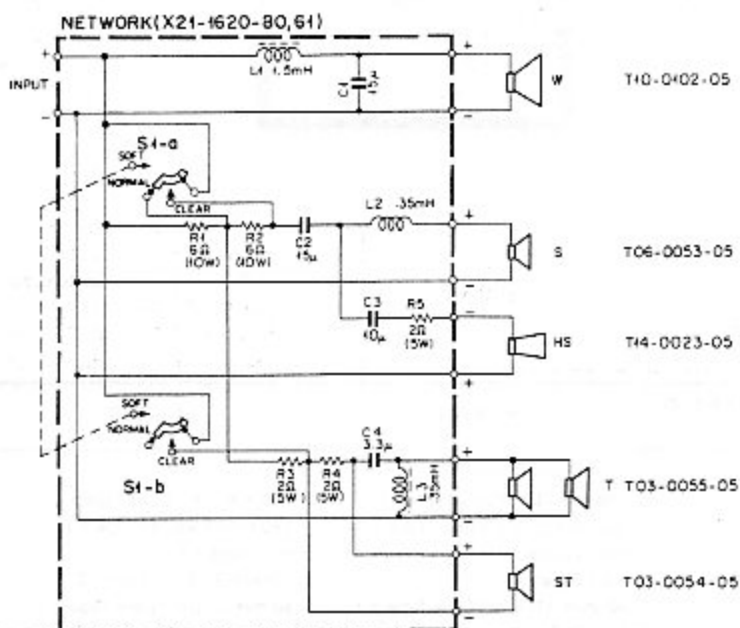 NETWORK(X21-1620-80,61)
+
+
L1 1.5mH
C1
INPUT
W
T10-0102-05
-
-
S1-a
SOFT
NORMAL
CLEAR
L2 .35mH
+
R1
6Ω
(10W)
R2
6Ω
(10W)
C2
15μ
S
T06-0053-05
-
C3
10μ
R5
2Ω
(5W)
-
HS
T14-0023-05
+
SOFT
NORMAL
CLEAR
S1-b
C4
3.3μ
+
R3
2Ω
(5W)
R4
2Ω
(5W)
L3
.35mH
T
T03-0055-05
-
+
ST
T03-0054-05
-